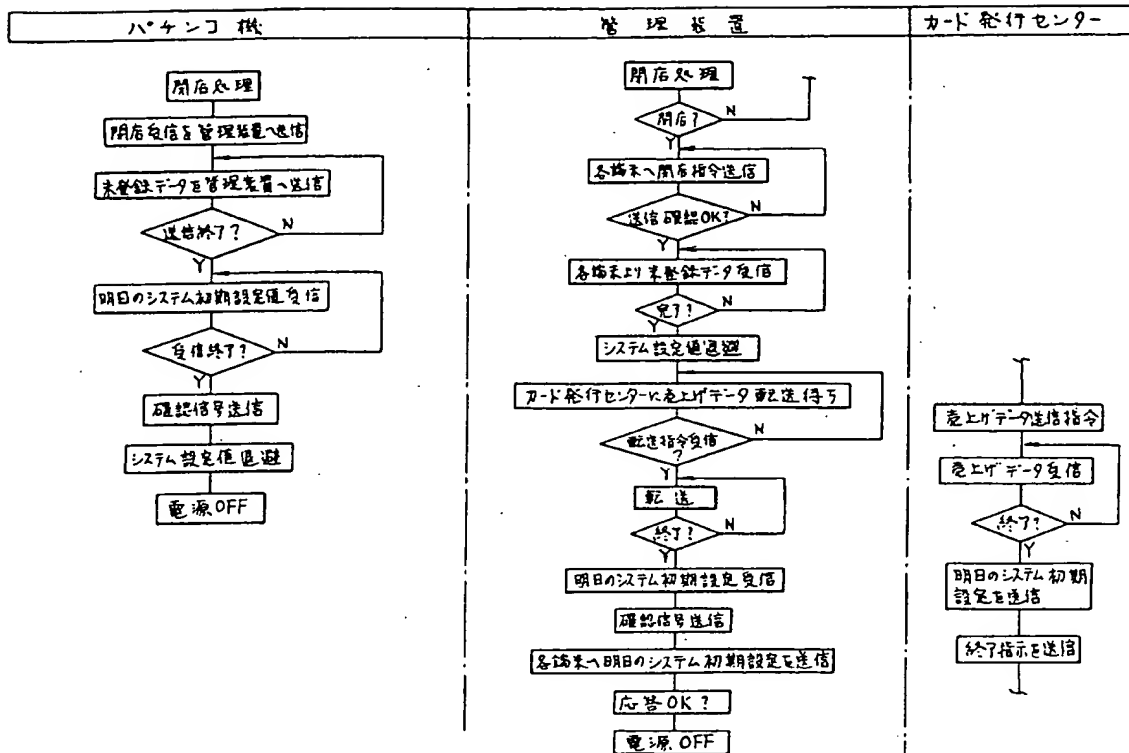 パチンコ機
管理装置
カード発行センター
閉店処理
閉店受信を管理装置へ送信
未登録データを管理装置へ送信
送信終了?
N
Y
明日のシステム初期設定値受信
受信終了?
N
Y
確認信号送信
システム設定値退避
電源OFF
閉店処理
閉店?
N
Y
各端末へ閉店指令送信
送信確認OK?
N
Y
各端末より未登録データ受信
完了?
N
Y
システム設定値退避
カード発行センターに売上げデータ転送待ち
転送指令受信
?
N
Y
転送
終了?
N
Y
明日のシステム初期設定受信
確認信号送信
各端末へ明日のシステム初期設定を送信
応答OK?
電源OFF
売上げデータ送信指令
売上げデータ受信
終了?
N
Y
明日のシステム初期
設定を送信
終了指示を送信